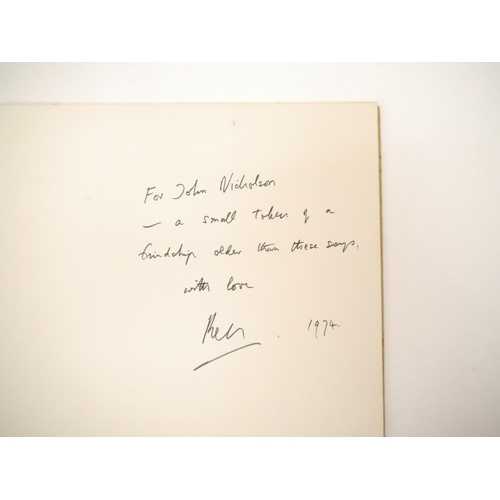 For John Nicholson
— a small token of a
friendship older than these songs,
with love
1974.